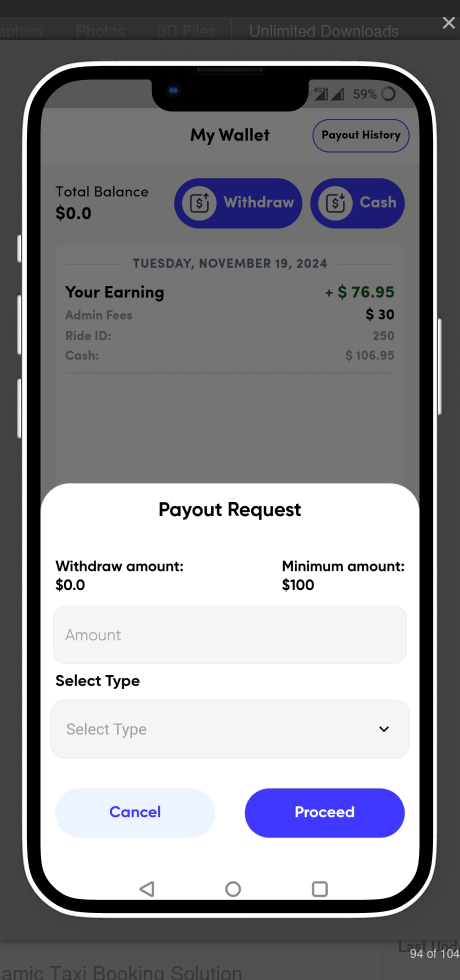 aphics Photos 3D Files Unlimited Downloads
×
4G 59%
My Wallet
Payout History
Total Balance
$0.0
Withdraw
Cash
TUESDAY, NOVEMBER 19, 2024
Your Earning + $ 76.95
Admin Fees $ 30
Ride ID: 250
Cash: $ 106.95
Payout Request
Withdraw amount: Minimum amount:
$0.0 $100
Amount
Select Type
Select Type
Cancel Proceed
Last Upd
94 of 104
amic Taxi Booking Solution